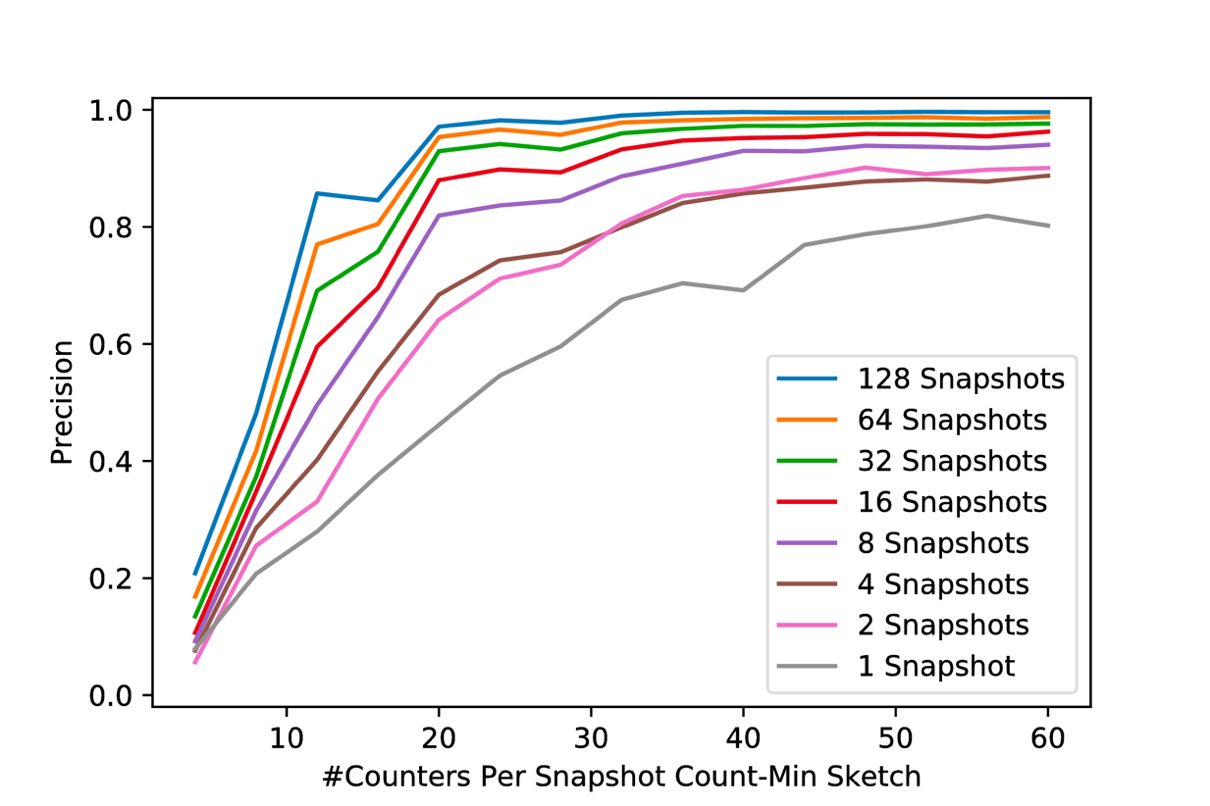 1.0
0.8
0.6
0.4
0.2
0.0
Precision
128 Snapshots
64 Snapshots
32 Snapshots
16 Snapshots
8 Snapshots
4 Snapshots
2 Snapshots
1 Snapshot
10 20 30 40 50 60
#Counters Per Snapshot Count-Min Sketch